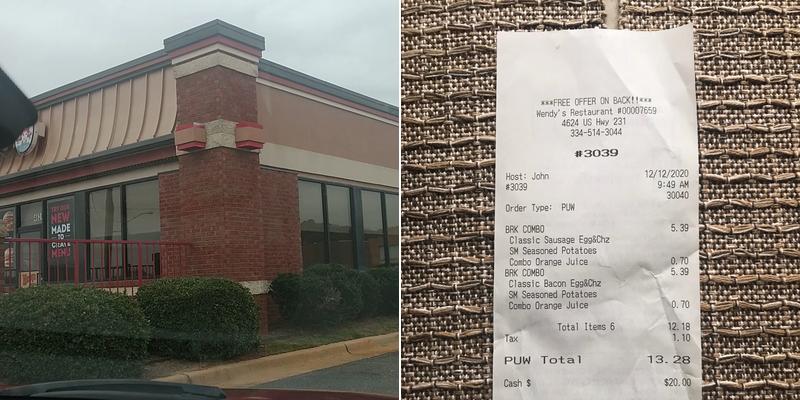 TRY OUR
NEW
MADE
TO
CRAVE
MENU
***FREE OFFER ON BACK!!***
Wendy's Restaurant #00007659
4624 US Hwy 231
334-514-3044
#3039
Host: John 12/12/2020
#3039 9:49 AM
30040
Order Type: PUW
BRK COMBO 5.39
Classic Sausage Egg&Chz
SM Seasoned Potatoes
Combo Orange Juice 0.70
BRK COMBO 5.39
Classic Bacon Egg&Chz
SM Seasoned Potatoes
Combo Orange Juice 0.70
Total Items 6 12.18
Tax 1.10
PUW Total 13.28
Cash $ $20.00